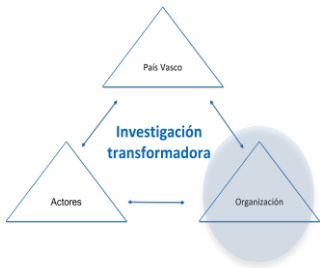 País Vasco
Investigación
transformadora
Actores
Organización